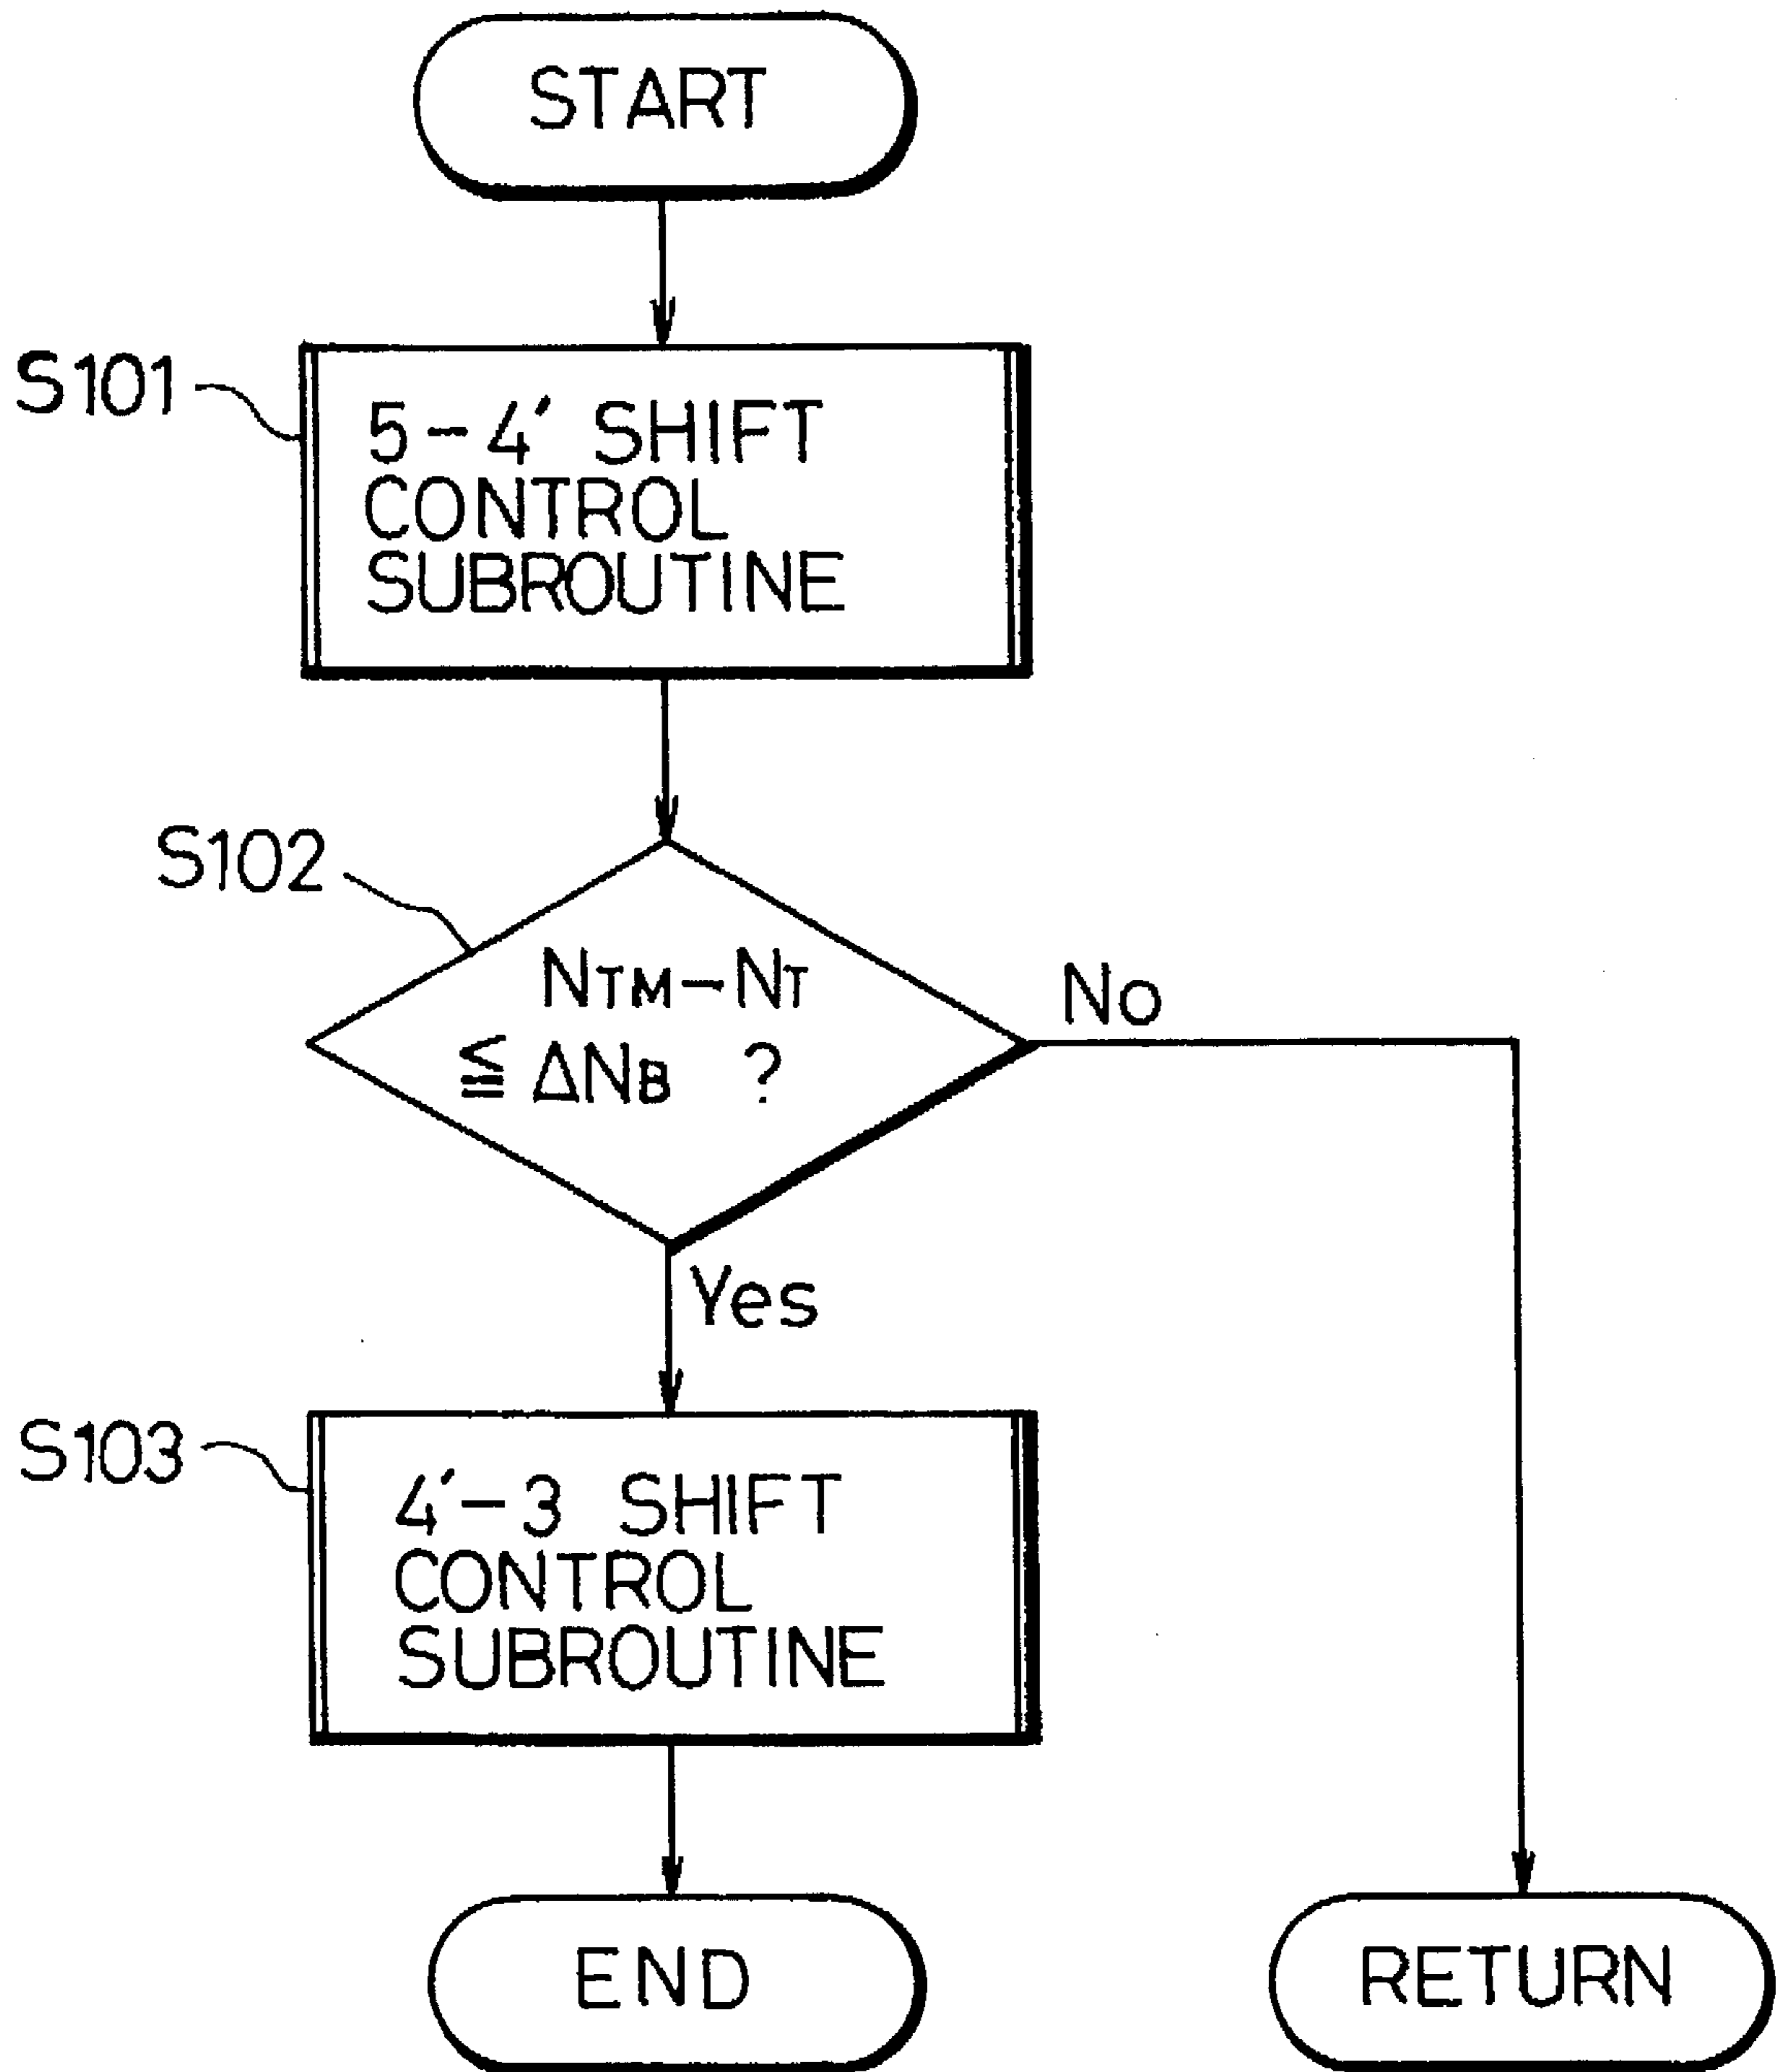 START
S101
5-4' SHIFT
CONTROL
SUBROUTINE
S102
NTM-NT
≦ ΔNB ?
No
Yes
S103
4'-3 SHIFT
CONTROL
SUBROUTINE
END
RETURN